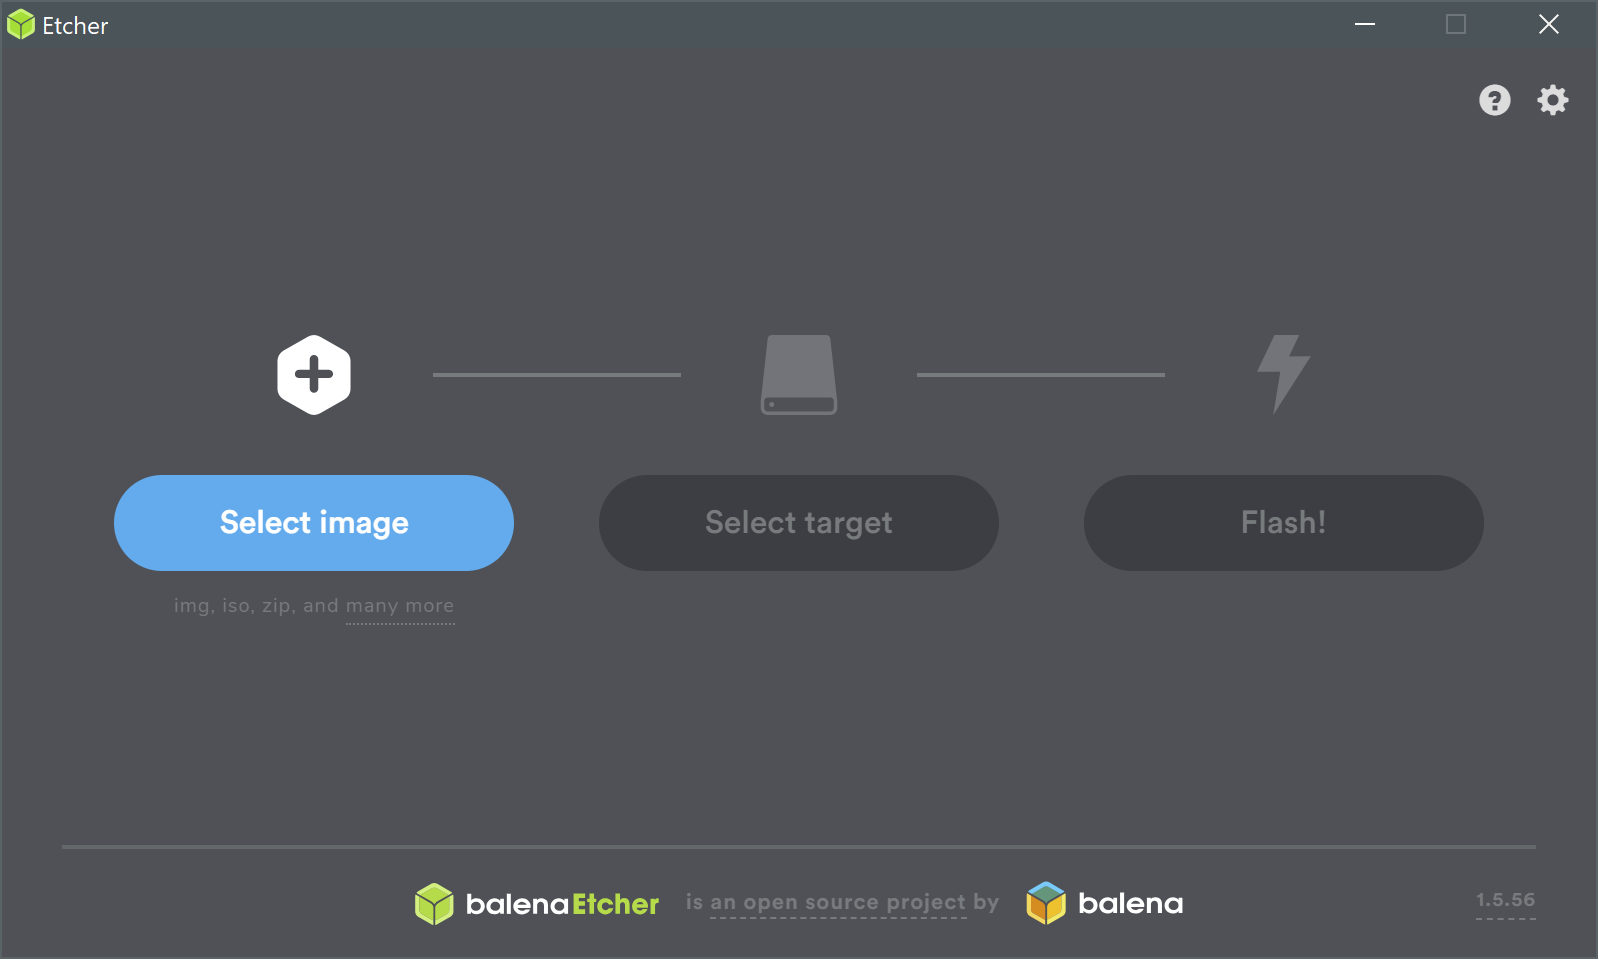 Etcher
Select image
Select target
Flash!
img, iso, zip, and many more
balenaEtcher is an open source project by balena
1.5.56